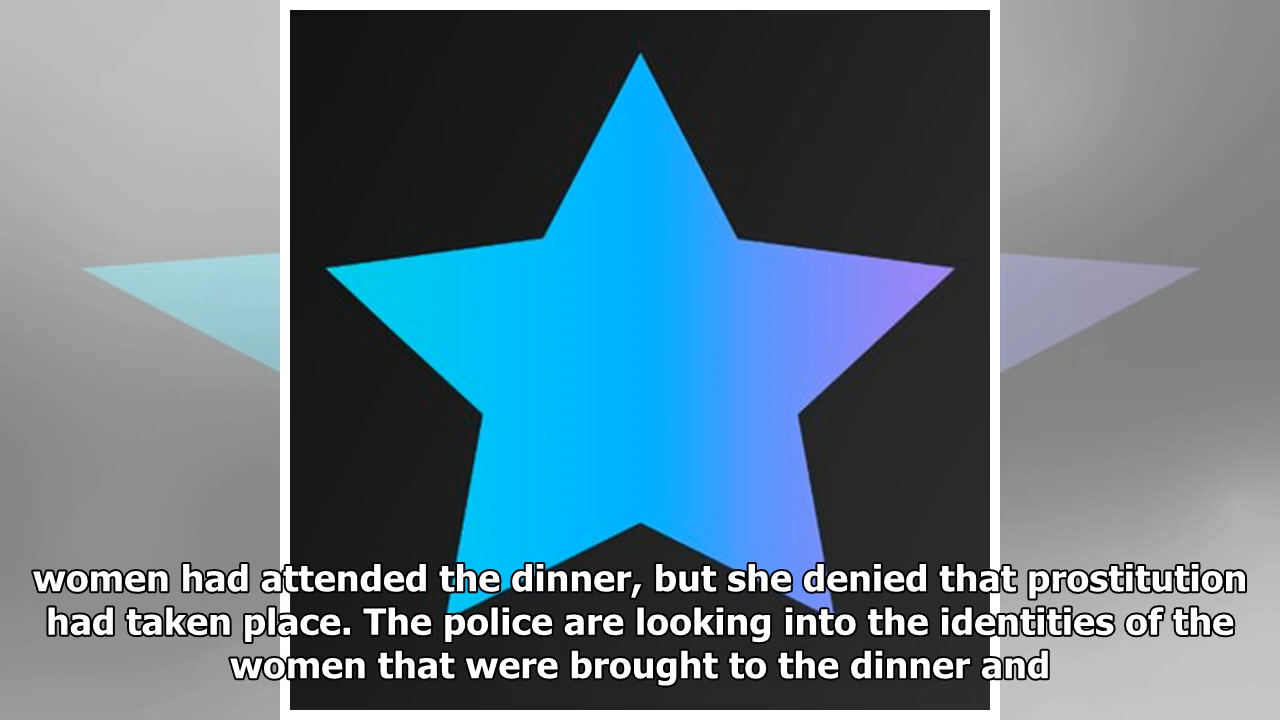 women had attended the dinner, but she denied that prostitution
had taken place. The police are looking into the identities of the
women that were brought to the dinner and